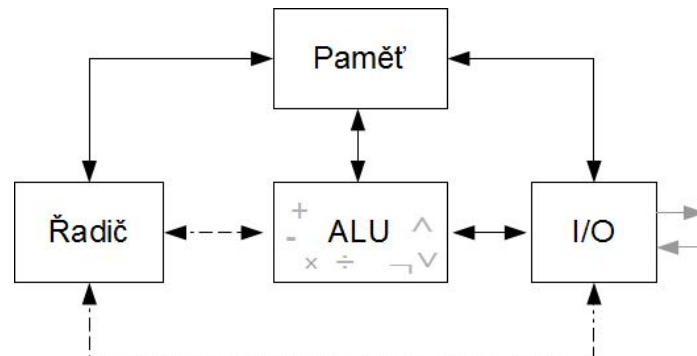 Paměť
Řadič
+
-
ALU
^
× ÷
¬ ∨
I/O